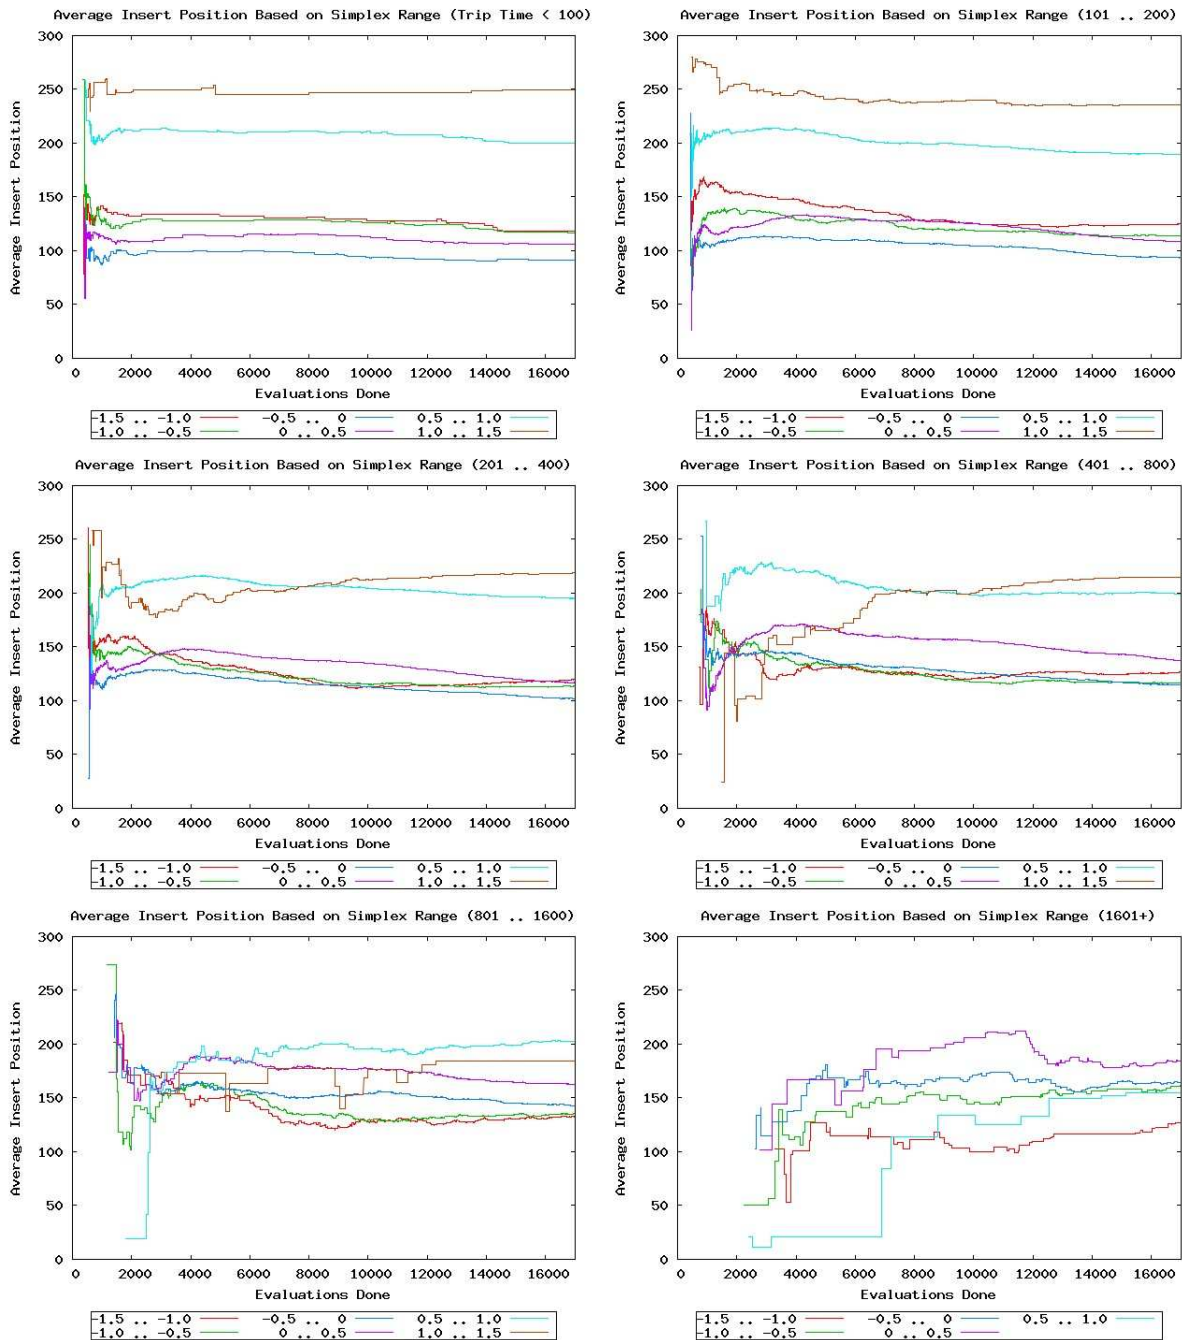 Average Insert Position Based on Simplex Range (Trip Time < 100)
300
250
200
150
100
50
0
Average Insert Position
0 2000 4000 6000 8000 10000 12000 14000 16000
Evaluations Done
-1.5 .. -1.0 -0.5 .. 0 0.5 .. 1.0
-1.0 .. -0.5 0 .. 0.5 1.0 .. 1.5
Average Insert Position Based on Simplex Range (101 .. 200)
300
250
200
150
100
50
0
Average Insert Position
0 2000 4000 6000 8000 10000 12000 14000 16000
Evaluations Done
-1.5 .. -1.0 -0.5 .. 0 0.5 .. 1.0
-1.0 .. -0.5 0 .. 0.5 1.0 .. 1.5
Average Insert Position Based on Simplex Range (201 .. 400)
300
250
200
150
100
50
0
Average Insert Position
0 2000 4000 6000 8000 10000 12000 14000 16000
Evaluations Done
-1.5 .. -1.0 -0.5 .. 0 0.5 .. 1.0
-1.0 .. -0.5 0 .. 0.5 1.0 .. 1.5
Average Insert Position Based on Simplex Range (401 .. 800)
300
250
200
150
100
50
0
Average Insert Position
0 2000 4000 6000 8000 10000 12000 14000 16000
Evaluations Done
-1.5 .. -1.0 -0.5 .. 0 0.5 .. 1.0
-1.0 .. -0.5 0 .. 0.5 1.0 .. 1.5
Average Insert Position Based on Simplex Range (801 .. 1600)
300
250
200
150
100
50
0
Average Insert Position
0 2000 4000 6000 8000 10000 12000 14000 16000
Evaluations Done
-1.5 .. -1.0 -0.5 .. 0 0.5 .. 1.0
-1.0 .. -0.5 0 .. 0.5 1.0 .. 1.5
Average Insert Position Based on Simplex Range (1601+)
300
250
200
150
100
50
0
Average Insert Position
0 2000 4000 6000 8000 10000 12000 14000 16000
Evaluations Done
-1.5 .. -1.0 -0.5 .. 0 0.5 .. 1.0
-1.0 .. -0.5 0 .. 0.5